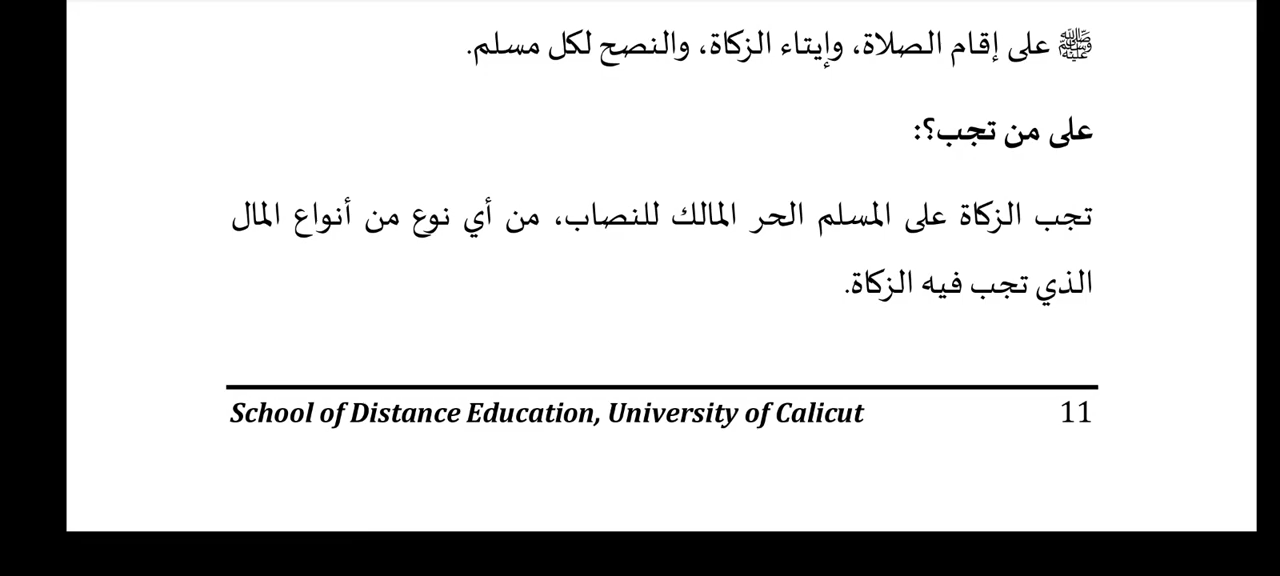 ﷺ على إقام الصلاة، وإيتاء الزكاة، والنصح لكل مسلم.
على من تجب؟:
تجب الزكاة على المسلم الحر المالك للنصاب، من أي نوع من أنواع المال
الذي تجب فيه الزكاة.
School of Distance Education, University of Calicut 11